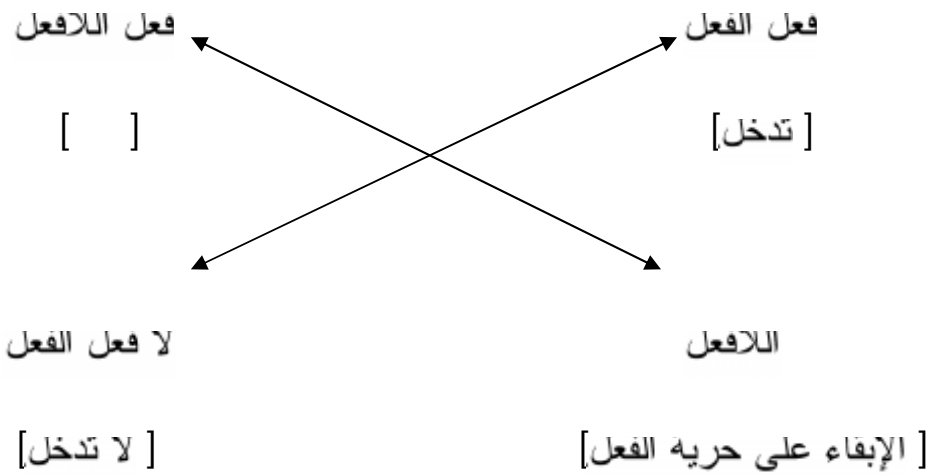 فعل الفعل
فعل اللافعل
[ تدخل]
[ ]
اللافعل
لا فعل الفعل
[ الإبقاء على حريه الفعل]
[ لا تدخل]